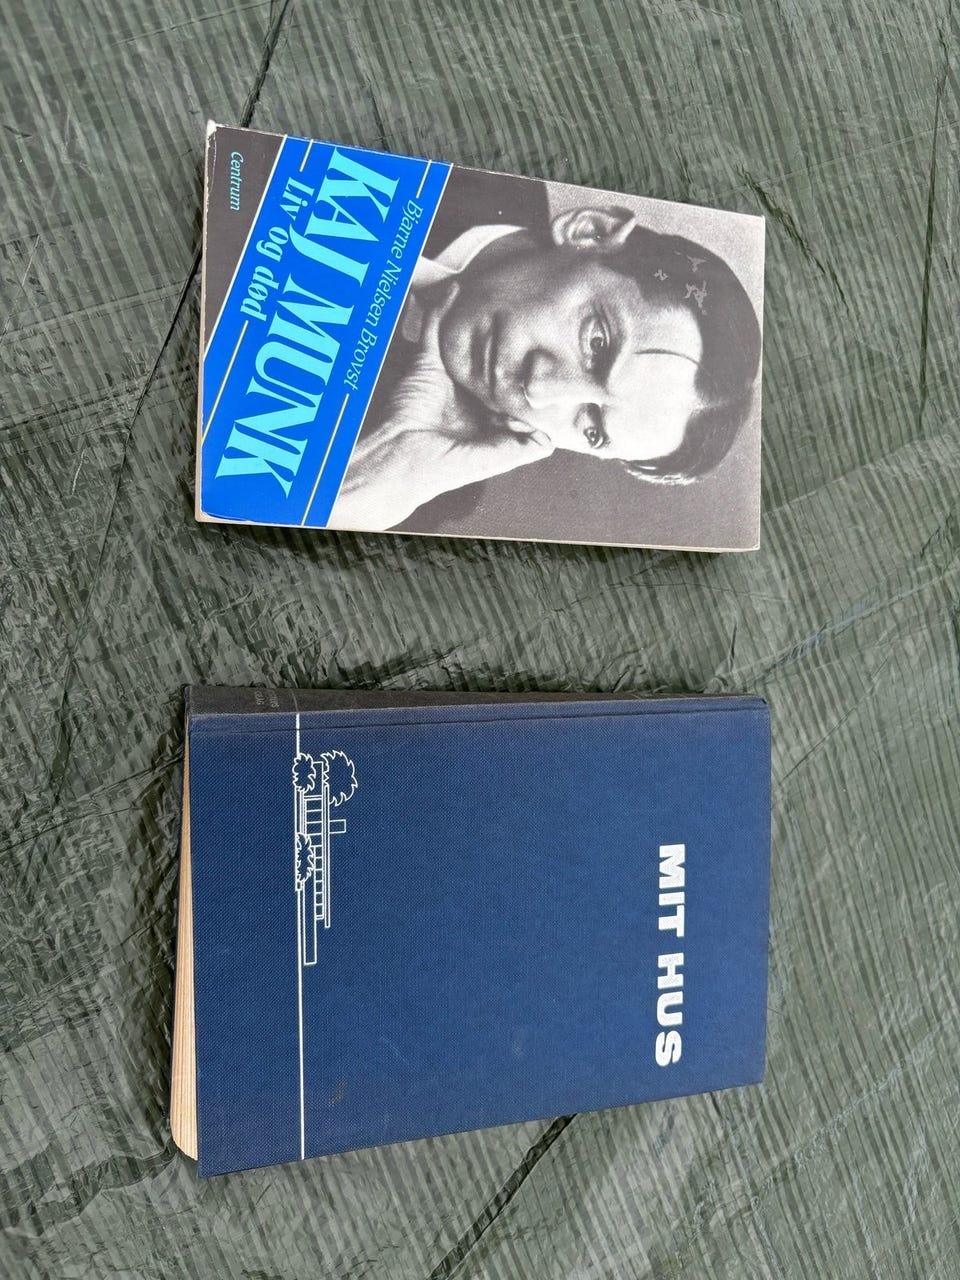 Bjarne Nielsen Brovst
KAJ MUNK
Liv og død
Centrum
MIT HUS